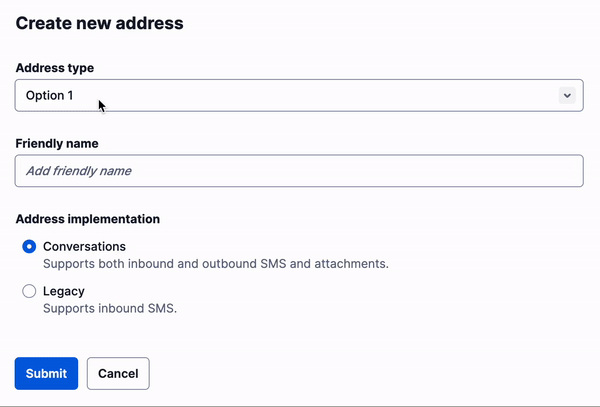 Create new address
Address type
Option 1
Friendly name
Add friendly name
Address implementation
Conversations
Supports both inbound and outbound SMS and attachments.
Legacy
Supports inbound SMS.
Submit Cancel